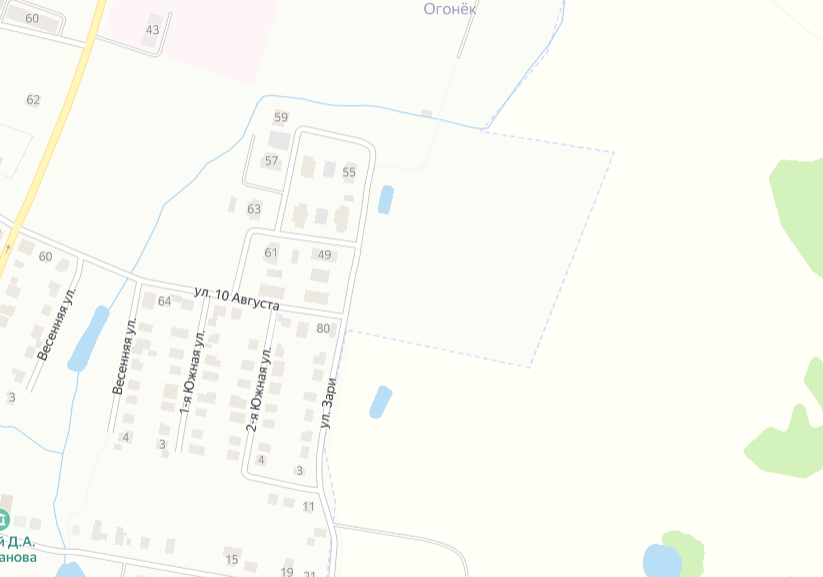 Огонёк
60
43
62
59
57
55
63
61
49
60
64
ул. 10 Августа
80
Весенняя ул.
Весенняя ул.
1-я Южная ул.
2-я Южная ул.
ул. Зари
3
4
3
4
3
11
й Д.А.
анова
15
19
21